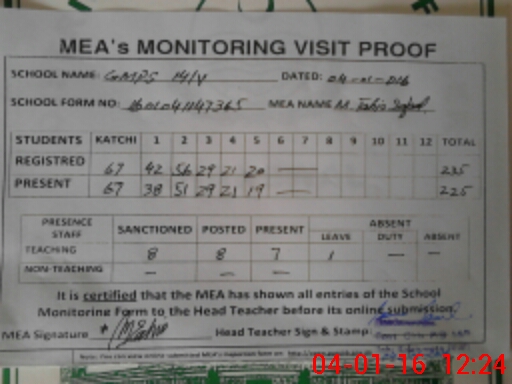 MEA's MONITORING VISIT PROOF
SCHOOL NAME: GMPS 14/V DATED: 04-01-016
SCHOOL FORM NO: MEA NAME M. Tahir
STUDENTS KATCHI 1 2 3 4 5 6 7 8 9 10 11 12 TOTAL
REGISTRED 67 42 56 29 21 20 — 235
PRESENT 67 38 51 29 21 19 — 225
PRESENCE STAFF SANCTIONED POSTED PRESENT ABSENT
LEAVE DUTY ABSENT
TEACHING 8 8 7 1 — —
NON-TEACHING — — —
It is certified that the MEA has shown all entries of the School
Monitoring Form to the Head Teacher before its online submission.
MEA Signature Head Teacher Sign & Stamp
04-01-16 12:24